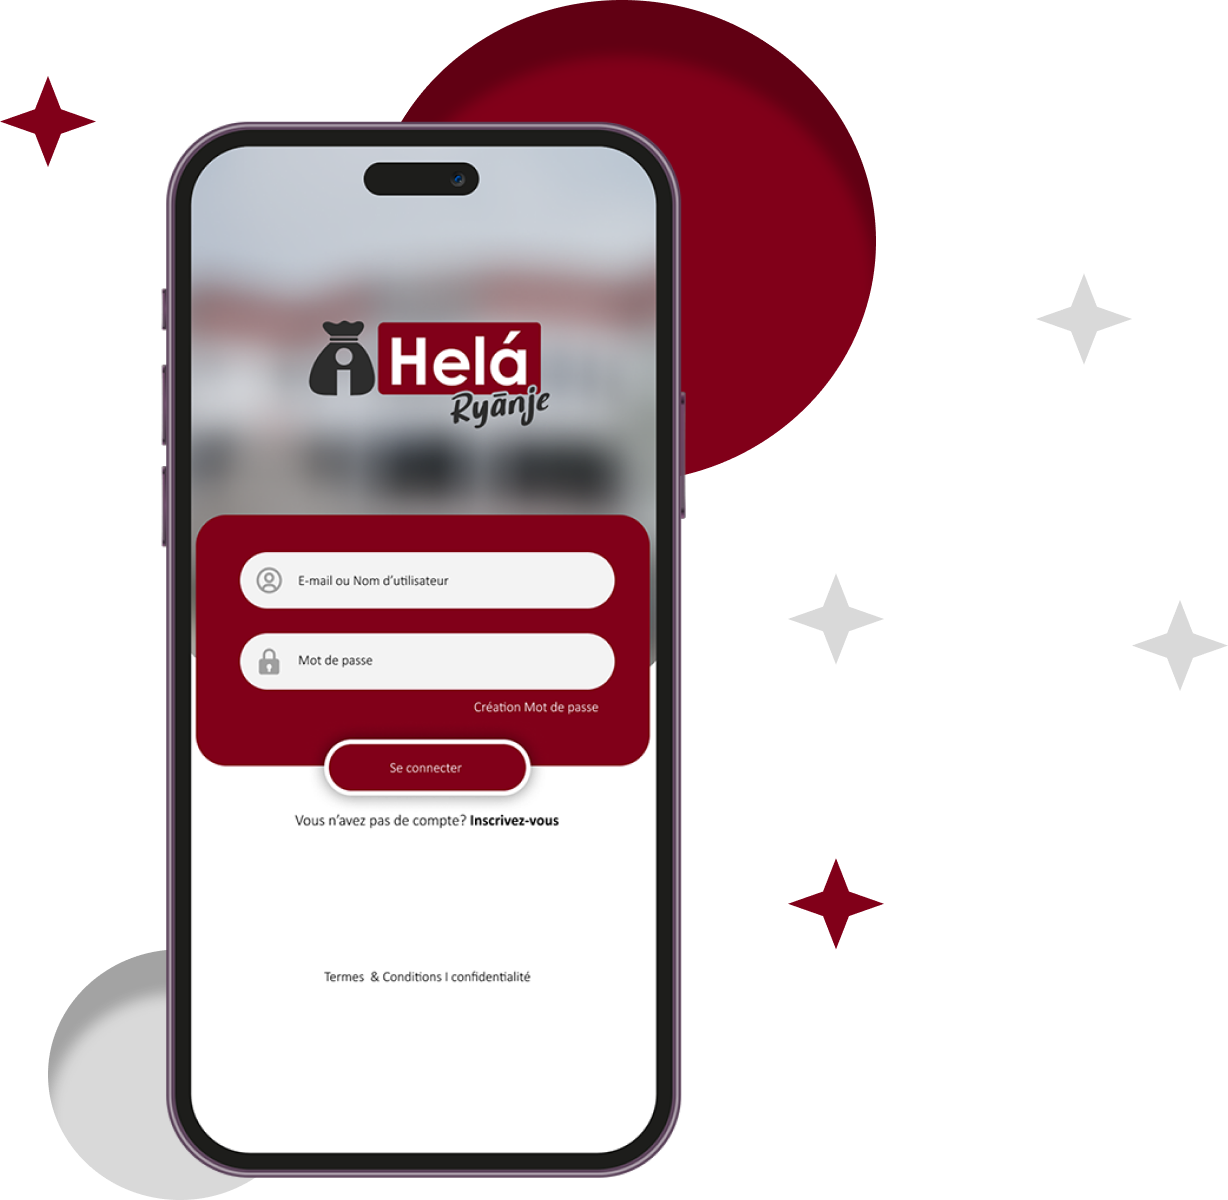 Helá
Ryānje
E-mail ou Nom d’utilisateur
Mot de passe
Création Mot de passe
Se connecter
Vous n’avez pas de compte? Inscrivez-vous
Termes & Conditions I confidentialité